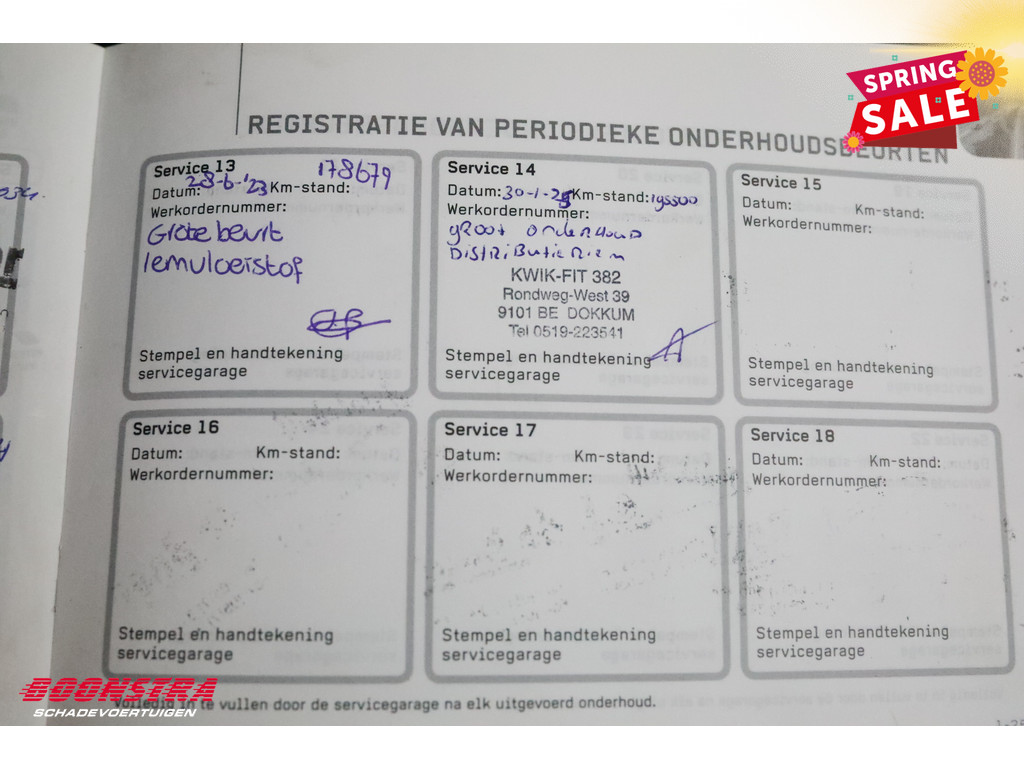 SPRING
SALE
REGISTRATIE VAN PERIODIEKE ONDERHOUDSBEURTEN
Service 13
178679
Datum: 28-6-'23 Km-stand:
Werkordernummer:
Grote beurt
remvloeistof
Stempel en handtekening
servicegarage
Service 14
Datum: 30-1-25 Km-stand: 195500
Werkordernummer:
groot onderhoud
Distributieriem
KWIK-FIT 382
Rondweg-West 39
9101 BE DOKKUM
Tel 0519-223541
Stempel en handtekening
servicegarage
Service 15
Datum: Km-stand:
Werkordernummer:
Stempel en handtekening
servicegarage
Service 16
Datum: Km-stand:
Werkordernummer:
Stempel en handtekening
servicegarage
Service 17
Datum: Km-stand:
Werkordernummer:
Stempel en handtekening
servicegarage
Service 18
Datum: Km-stand:
Werkordernummer:
Stempel en handtekening
servicegarage
Volledig in te vullen door de servicegarage na elk uitgevoerd onderhoud.
BOONSTRA
SCHADEVOERTUIGEN